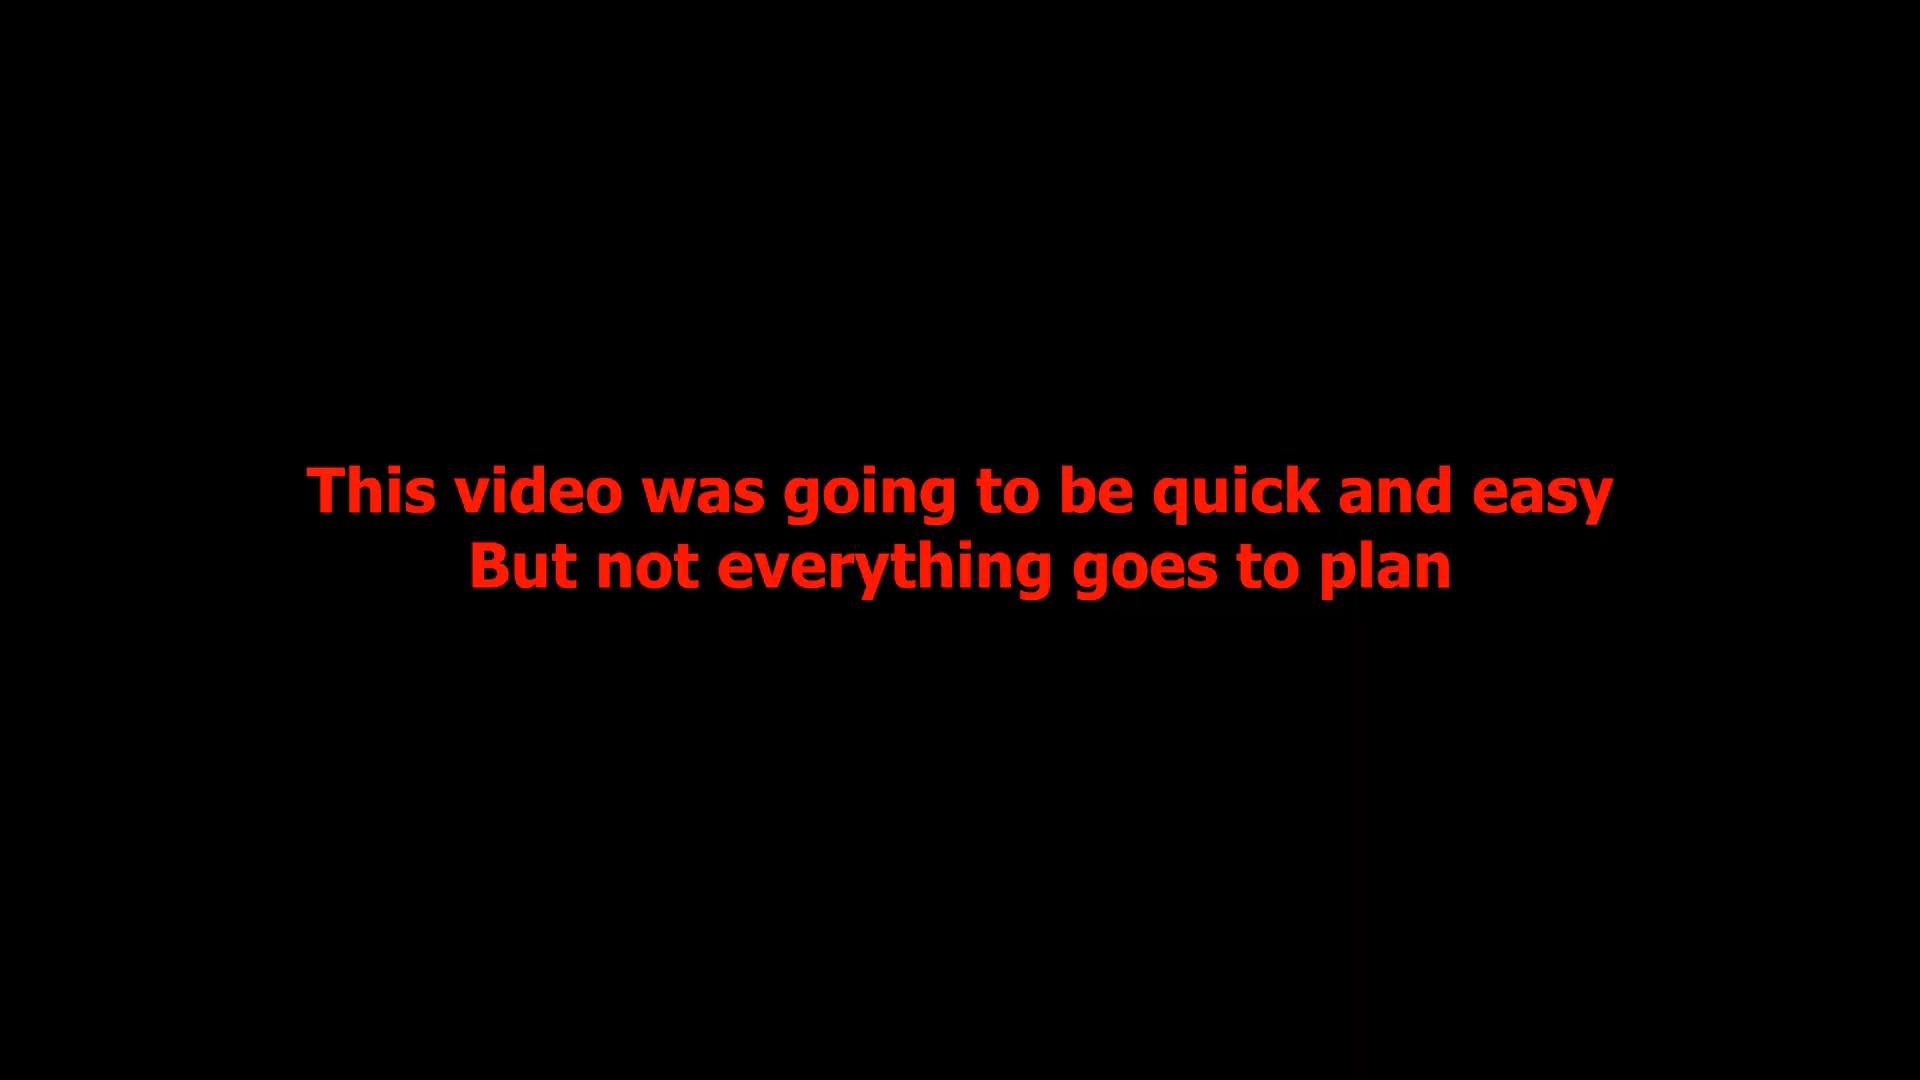 This video was going to be quick and easy
But not everything goes to plan